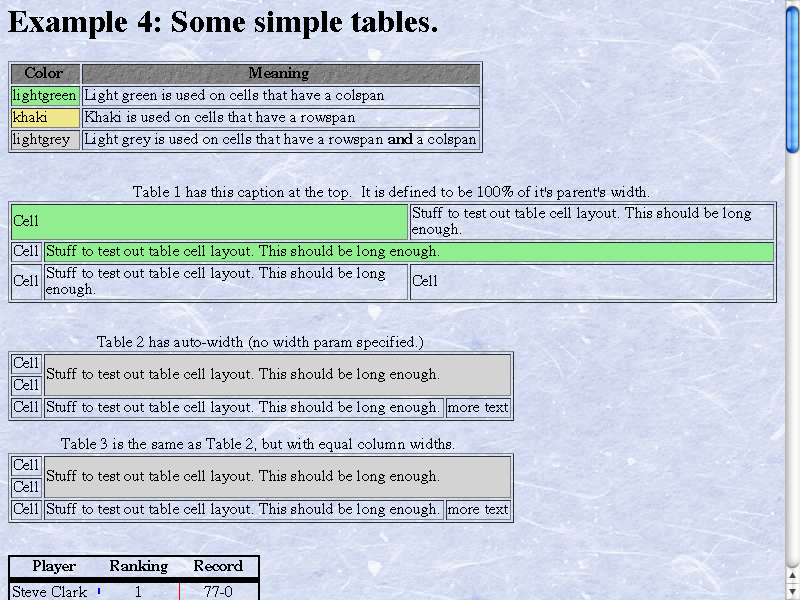 Example 4: Some simple tables.
Color Meaning
lightgreen Light green is used on cells that have a colspan
khaki Khaki is used on cells that have a rowspan
lightgrey Light grey is used on cells that have a rowspan and a colspan
Table 1 has this caption at the top. It is defined to be 100% of it's parent's width.
Cell Stuff to test out table cell layout. This should be long
enough.
Cell Stuff to test out table cell layout. This should be long enough.
Cell Stuff to test out table cell layout. This should be long
enough. Cell
Table 2 has auto-width (no width param specified.)
Cell
Stuff to test out table cell layout. This should be long enough.
Cell
Cell Stuff to test out table cell layout. This should be long enough. more text
Table 3 is the same as Table 2, but with equal column widths.
Cell
Stuff to test out table cell layout. This should be long enough.
Cell
Cell Stuff to test out table cell layout. This should be long enough. more text
Player Ranking Record
Steve Clark 1 77-0